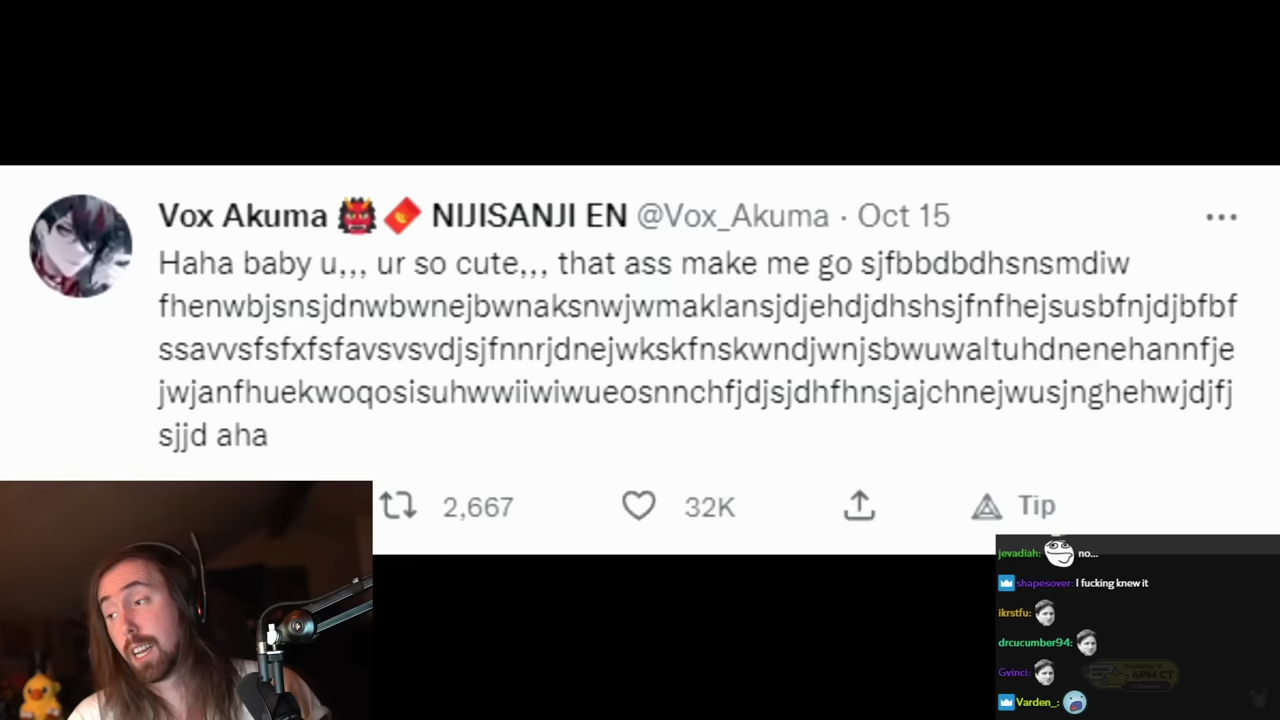 Vox Akuma 👹🧧 NIJISANJI EN @Vox_Akuma · Oct 15
Haha baby u,,, ur so cute,,, that ass make me go sjfbbdbdhsnsmdiw
fhenwbjsnsjdnwbwnejbwnaksnwjwmaklansjdjehdjdhshsjfnfhejsusbfnjdjbfbf
ssavvsfsfxfsfavsvsvdjsjfnnrjdnejwkskfnskwndjwnjsbwuwaltuhdnenehannfje
jwjanfhuekwoqosisuhwwiiwiwueosnnchfjdjsjdhfhnsjajchnejwusjnghehwjdjfj
sjjd aha
2,667 32K Tip
jevadiah: no...
shapesover: I fucking knew it
ikrstfu:
drcucumber94:
Gvinci:
Varden_: